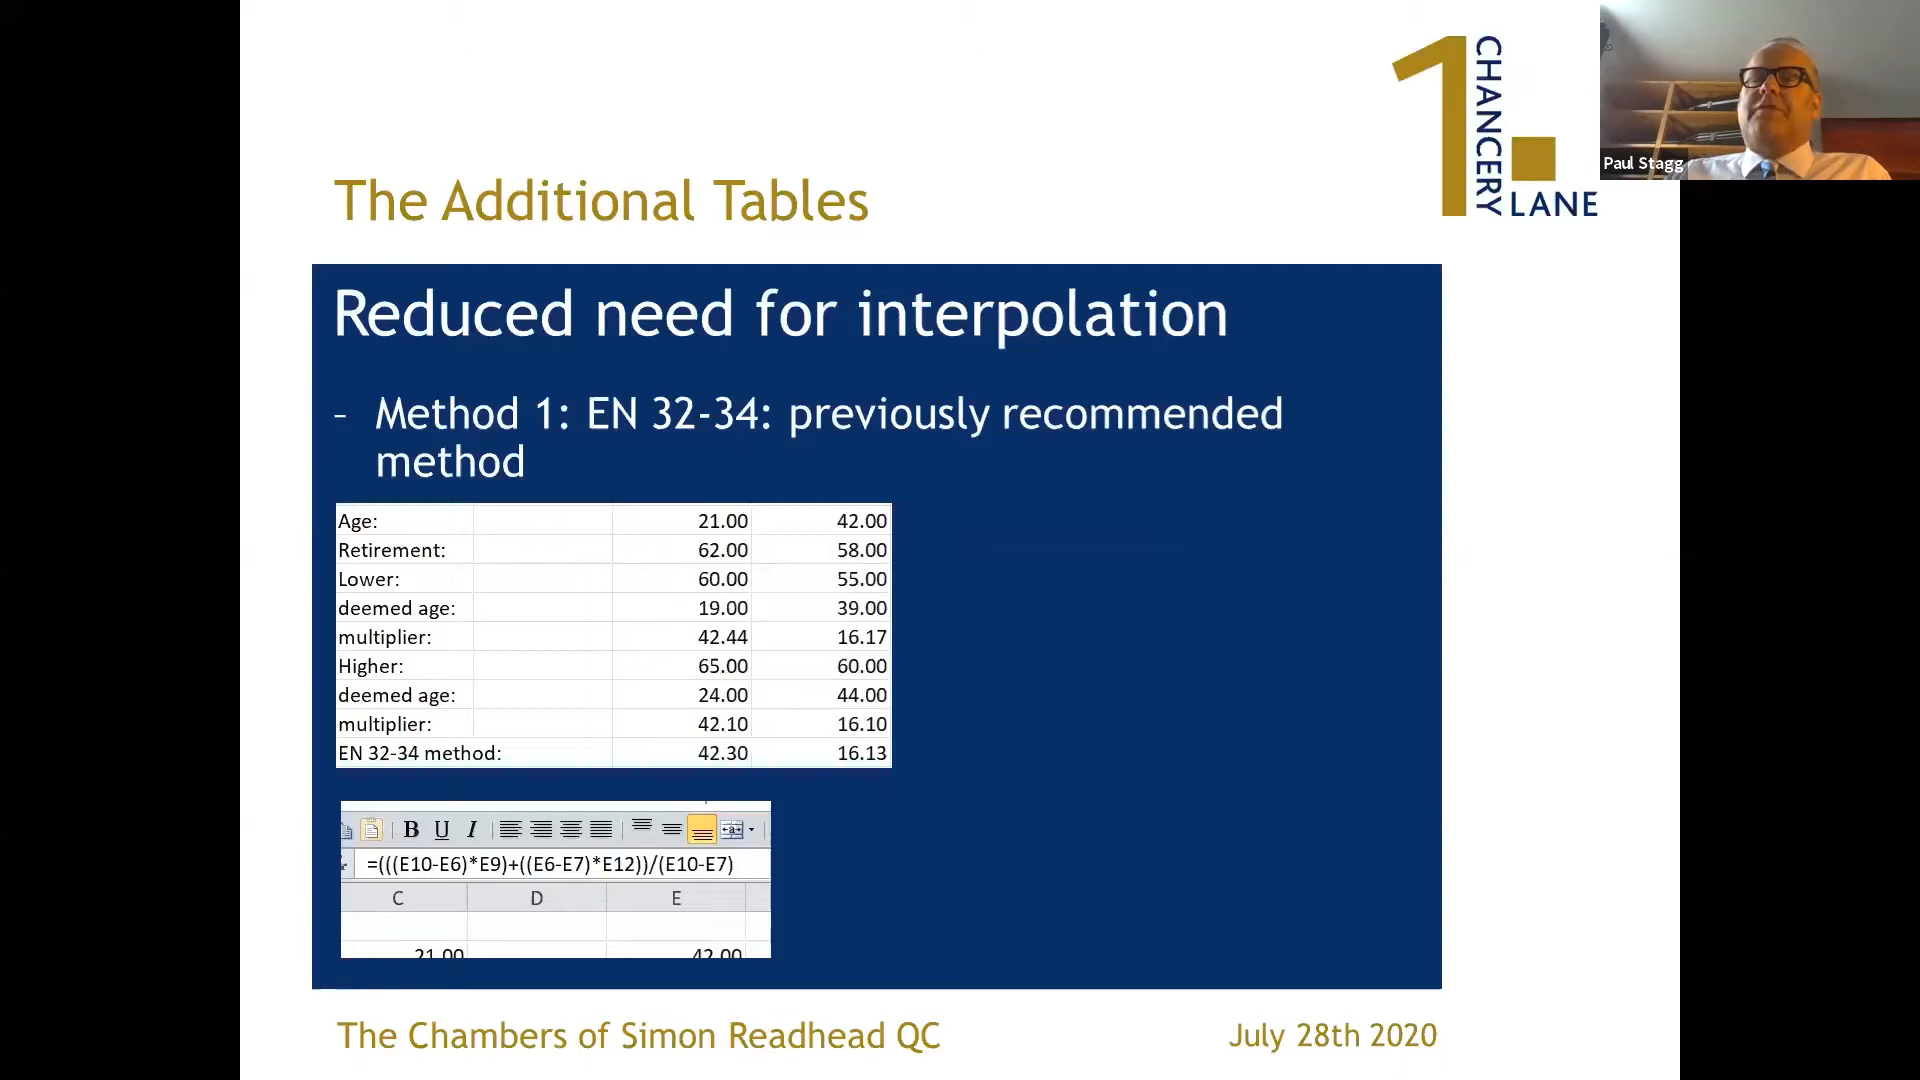 CHANCERY
1 LANE
Paul Stagg
The Additional Tables
Reduced need for interpolation
– Method 1: EN 32-34: previously recommended
method
Age: 21.00 42.00
Retirement: 62.00 58.00
Lower: 60.00 55.00
deemed age: 19.00 39.00
multiplier: 42.44 16.17
Higher: 65.00 60.00
deemed age: 24.00 44.00
multiplier: 42.10 16.10
EN 32-34 method: 42.30 16.13
B U I
=(((E10-E6)*E9)+((E6-E7)*E12))/(E10-E7)
C D E
21.00 42.00
The Chambers of Simon Readhead QC July 28th 2020